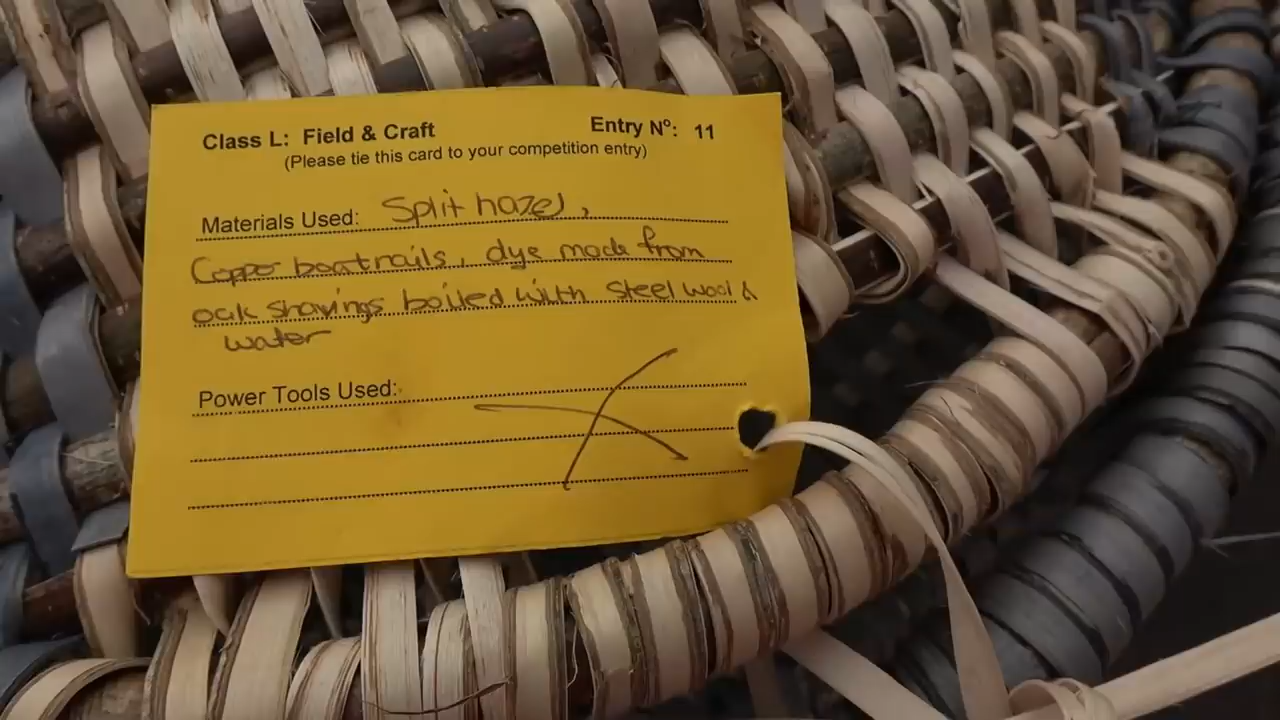 Class L: Field & Craft Entry Nº: 11
(Please tie this card to your competition entry)
Materials Used: Split hazel,
Copper boatnails, dye made from
oak shavings boiled with steel wool &
water
Power Tools Used: